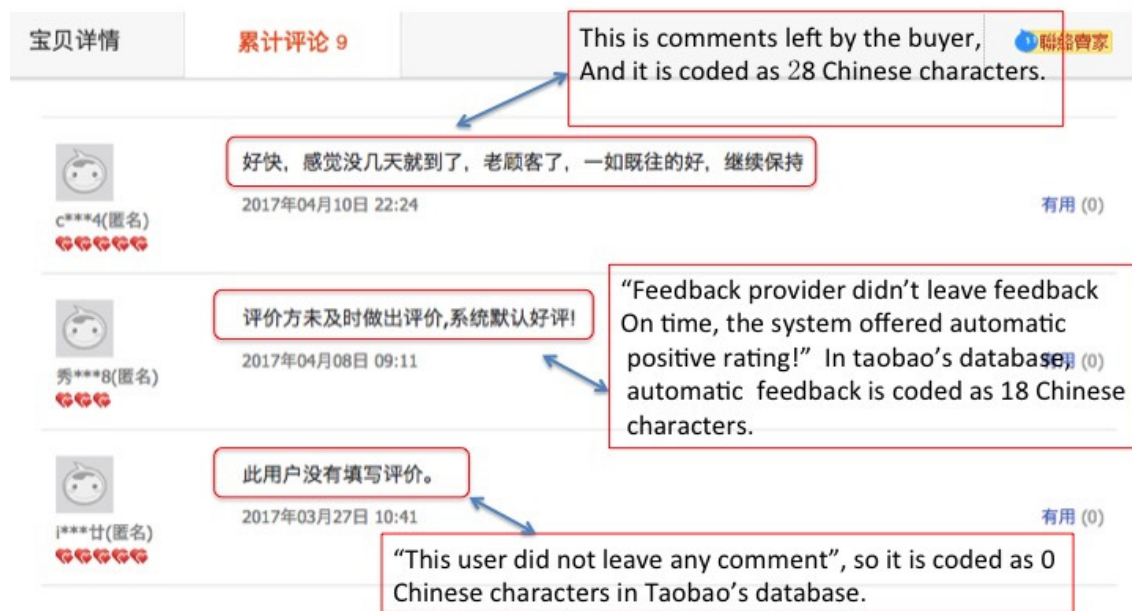 宝贝详情
累计评论 9
This is comments left by the buyer,
And it is coded as 28 Chinese characters.
聯絡賣家
好快，感觉没几天就到了，老顾客了，一如既往的好，继续保持
2017年04月10日 22:24
有用 (0)
c***4(匿名)
评价方未及时做出评价,系统默认好评!
2017年04月08日 09:11
有用 (0)
秀***8(匿名)
“Feedback provider didn’t leave feedback
On time, the system offered automatic
positive rating!” In taobao’s database,
automatic feedback is coded as 18 Chinese
characters.
此用户没有填写评价。
2017年03月27日 10:41
有用 (0)
i***廿(匿名)
“This user did not leave any comment”, so it is coded as 0
Chinese characters in Taobao’s database.